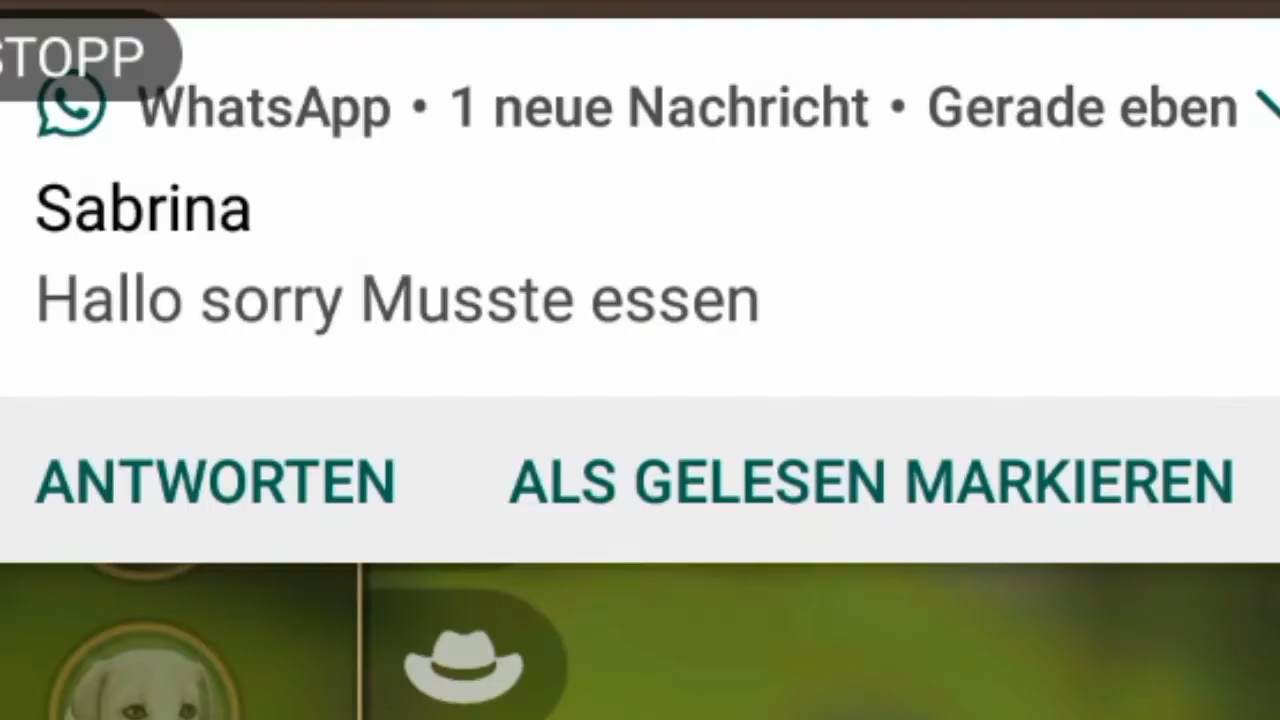 STOPP
WhatsApp • 1 neue Nachricht • Gerade eben
Sabrina
Hallo sorry Musste essen
ANTWORTEN ALS GELESEN MARKIEREN